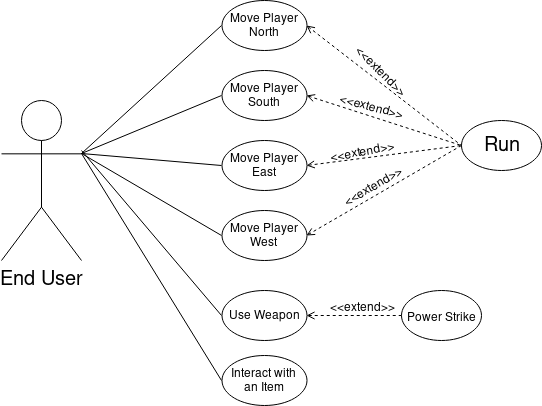 Move Player
North
<<extend>>
Move Player
South
<<extend>>
Run
Move Player
East
<<extend>>
<<extend>>
Move Player
West
End User
Use Weapon
<<extend>>
Power Strike
Interact with
an Item